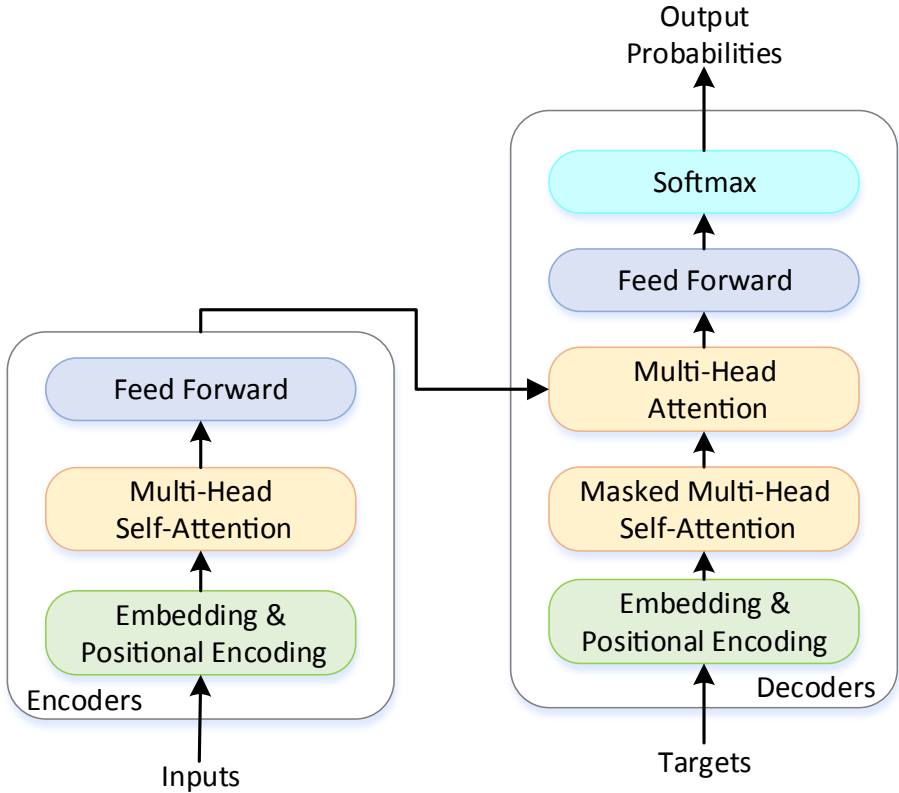 Output
Probabilities
Softmax
Feed Forward
Multi-Head
Attention
Masked Multi-Head
Self-Attention
Embedding &
Positional Encoding
Decoders
Targets
Feed Forward
Multi-Head
Self-Attention
Embedding &
Positional Encoding
Encoders
Inputs